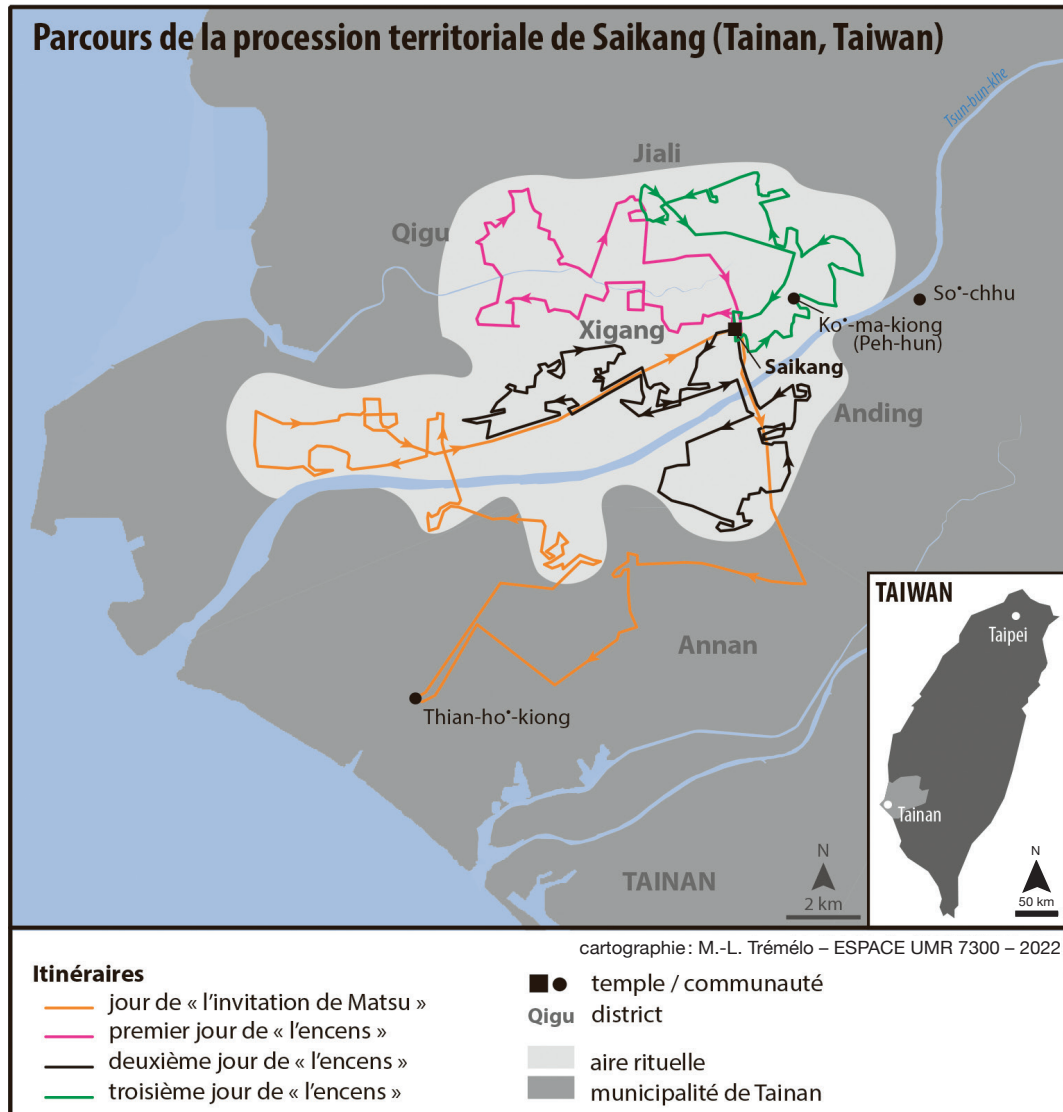 Parcours de la procession territoriale de Saikang (Tainan, Taiwan)
Tsun-bun-khe
Jiali
Qigu
So˙-chhu
Ko˙-ma-kiong
(Peh-hun)
Xigang
Saikang
Anding
TAIWAN
Taipei
Annan
Thian-ho˙-kiong
Tainan
TAINAN
N
2 km
N
50 km
cartographie : M.-L. Trémélo – ESPACE UMR 7300 – 2022
Itinéraires
jour de « l'invitation de Matsu »
premier jour de « l'encens »
deuxième jour de « l'encens »
troisième jour de « l'encens »
temple / communauté
Qigu district
aire rituelle
municipalité de Tainan